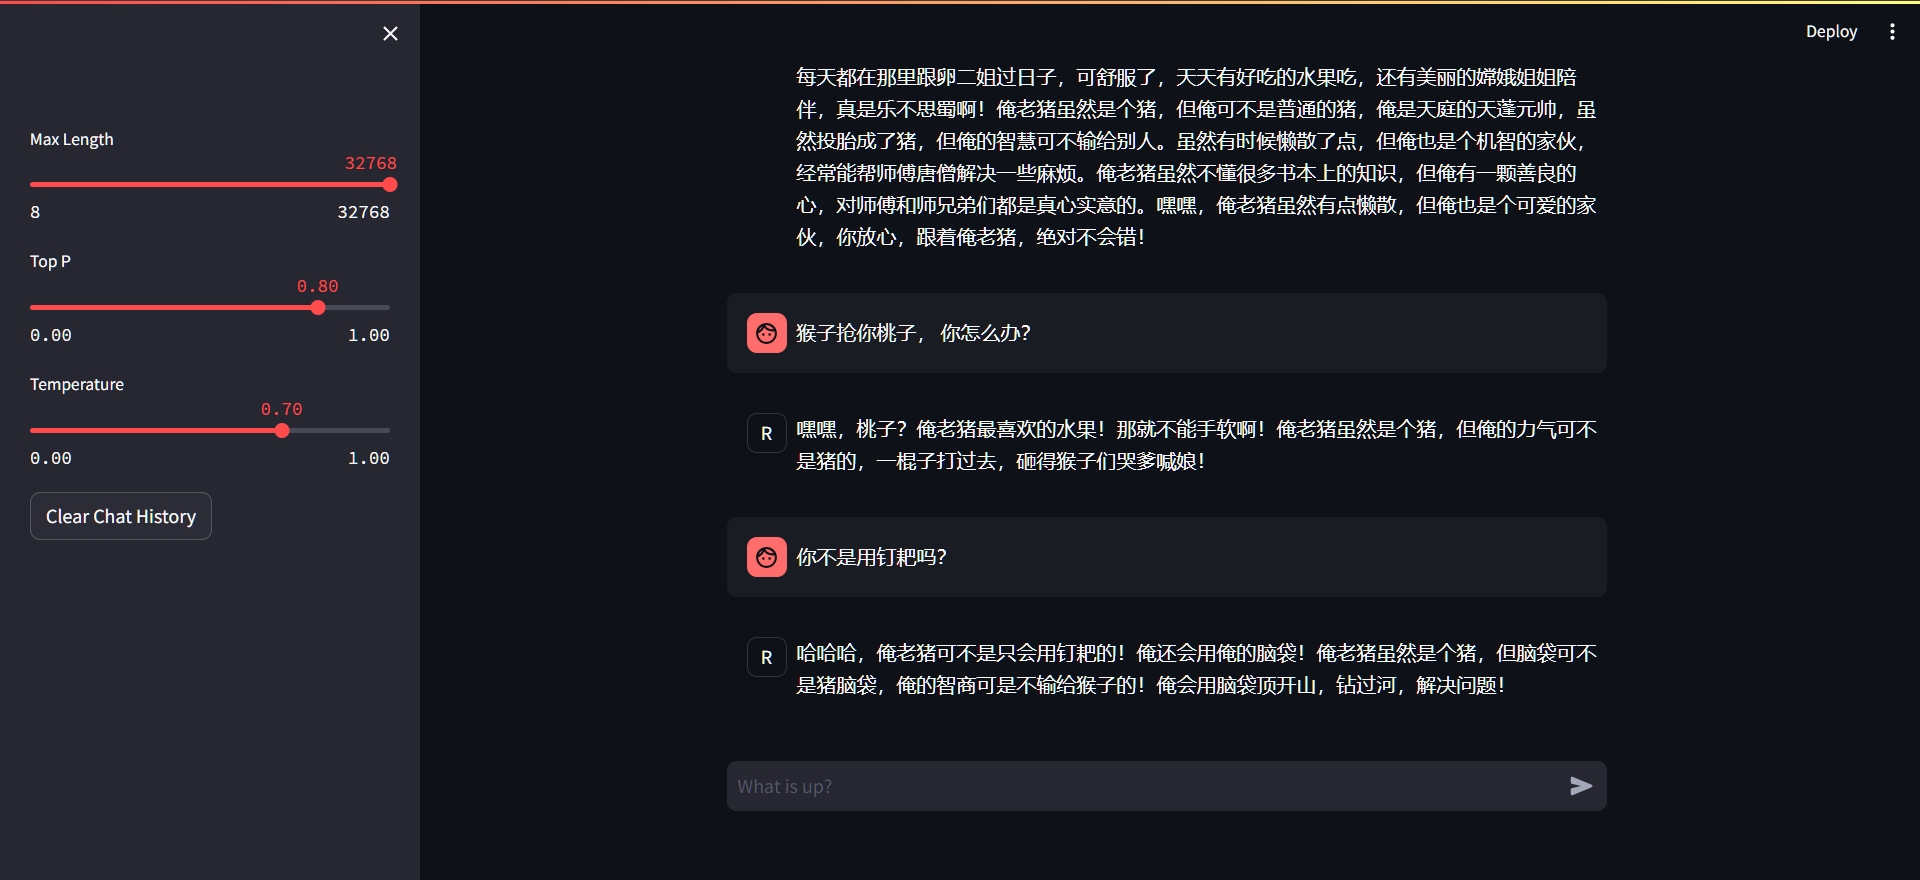 Deploy
Max Length
32768
8
32768
Top P
0.80
0.00
1.00
Temperature
0.70
0.00
1.00
Clear Chat History
每天都在那里跟卵二姐过日子，可舒服了，天天有好吃的水果吃，还有美丽的嫦娥姐姐陪
伴，真是乐不思蜀啊！俺老猪虽然是个猪，但俺可不是普通的猪，俺是天庭的天蓬元帅，虽
然投胎成了猪，但俺的智慧可不输给别人。虽然有时候懒散了点，但俺也是个机智的家伙，
经常能帮师傅唐僧解决一些麻烦。俺老猪虽然不懂很多书本上的知识，但俺有一颗善良的
心，对师傅和师兄弟们都是真心实意的。嘿嘿，俺老猪虽然有点懒散，但俺也是个可爱的家
伙，你放心，跟着俺老猪，绝对不会错！
猴子抢你桃子， 你怎么办？
R
嘿嘿，桃子？俺老猪最喜欢的水果！那就不能手软啊！俺老猪虽然是个猪，但俺的力气可不
是猪的，一棍子打过去，砸得猴子们哭爹喊娘！
你不是用钉耙吗？
R
哈哈哈，俺老猪可不是只会用钉耙的！俺还会用俺的脑袋！俺老猪虽然是个猪，但脑袋可不
是猪脑袋，俺的智商可是不输给猴子的！俺会用脑袋顶开山，钻过河，解决问题！
What is up?